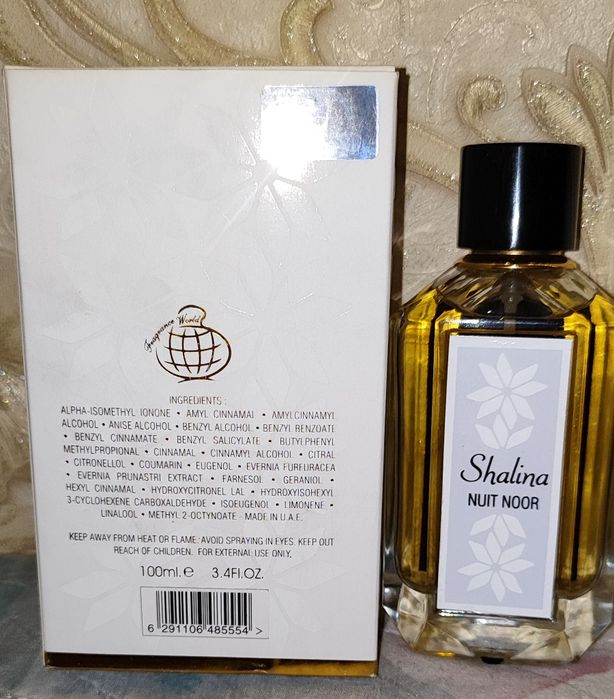 Fragrance World
INGREDIENTS :
ALPHA-ISOMETHYL IONONE • AMYL CINNAMAL • AMYLCINNAMYL
ALCOHOL • ANISE ALCOHOL • BENZYL ALCOHOL • BENZYL BENZOATE
• BENZYL CINNAMATE • BENZYL SALICYLATE • BUTYLPHENYL
METHYLPROPIONAL • CINNAMAL • CINNAMYL ALCOHOL • CITRAL
• CITRONELLOL • COUMARIN • EUGENOL • EVERNIA FURFURACEA
• EVERNIA PRUNASTRI EXTRACT • FARNESOL • GERANIOL •
HEXYL CINNAMAL • HYDROXYCITRONEL LAL • HYDROXYISOHEXYL
3-CYCLOHEXENE CARBOXALDEHYDE • ISOEUGENOL • LIMONENE •
LINALOOL • METHYL 2-OCTYNOATE - MADE IN U.A.E.
KEEP AWAY FROM HEAT OR FLAME. AVOID SPRAYING IN EYES. KEEP OUT
REACH OF CHILDREN. FOR EXTERNAL USE ONLY.
100ml. e 3.4Fl.OZ.
6 291106 485554 >
Shalina
NUIT NOOR